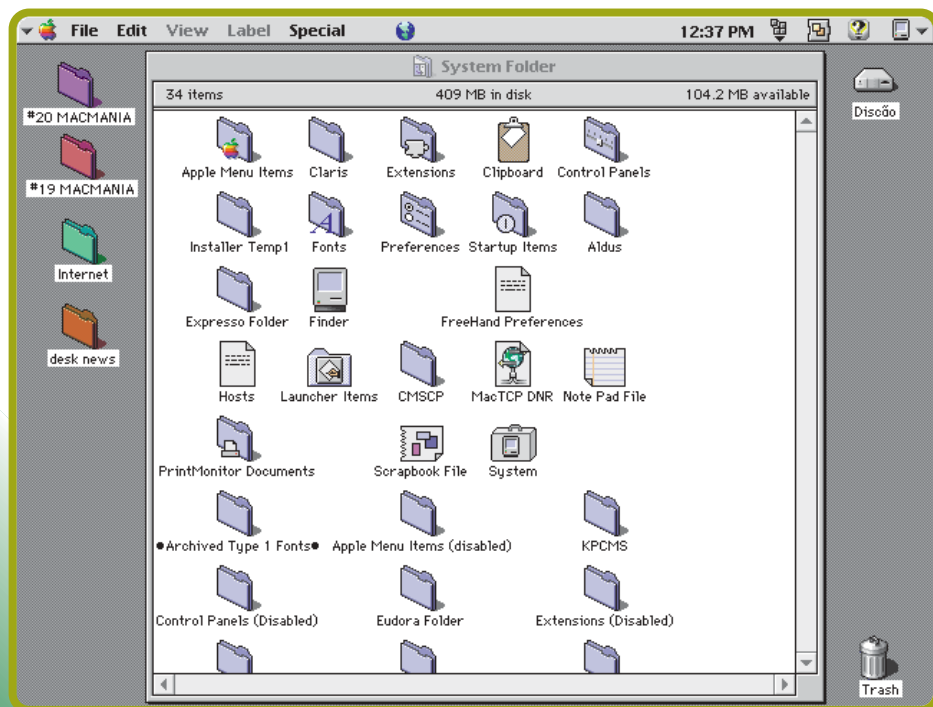 File Edit View Label Special 12:37 PM
System Folder
34 items 409 MB in disk 104.2 MB available
#20 MACMANIA
#19 MACMANIA
Internet
desk news
Discão
Apple Menu Items Claris Extensions Clipboard Control Panels
Installer Temp1 Fonts Preferences Startup Items Aldus
Expresso Folder Finder FreeHand Preferences
Hosts Launcher Items CMSCP MacTCP DNR Note Pad File
PrintMonitor Documents Scrapbook File System
•Archived Type 1 Fonts• Apple Menu Items (disabled) KPCMS
Control Panels (Disabled) Eudora Folder Extensions (Disabled)
Trash